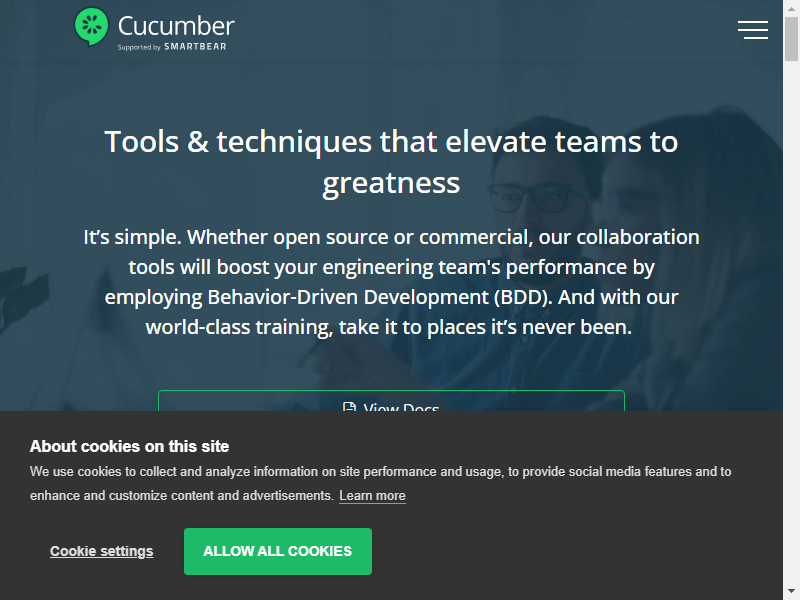 Cucumber
Supported by SMARTBEAR
Tools & techniques that elevate teams to
greatness
It’s simple. Whether open source or commercial, our collaboration
tools will boost your engineering team's performance by
employing Behavior-Driven Development (BDD). And with our
world-class training, take it to places it’s never been.
View Docs
About cookies on this site
We use cookies to collect and analyze information on site performance and usage, to provide social media features and to
enhance and customize content and advertisements. Learn more
Cookie settings
ALLOW ALL COOKIES